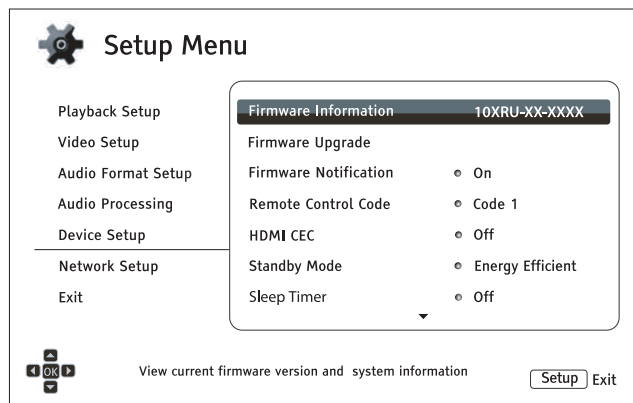 Setup Menu
Playback Setup
Video Setup
Audio Format Setup
Audio Processing
Device Setup
Network Setup
Exit
Firmware Information 10XRU-XX-XXXX
Firmware Upgrade
Firmware Notification On
Remote Control Code Code 1
HDMI CEC Off
Standby Mode Energy Efficient
Sleep Timer Off
OK
View current firmware version and system information
Setup Exit